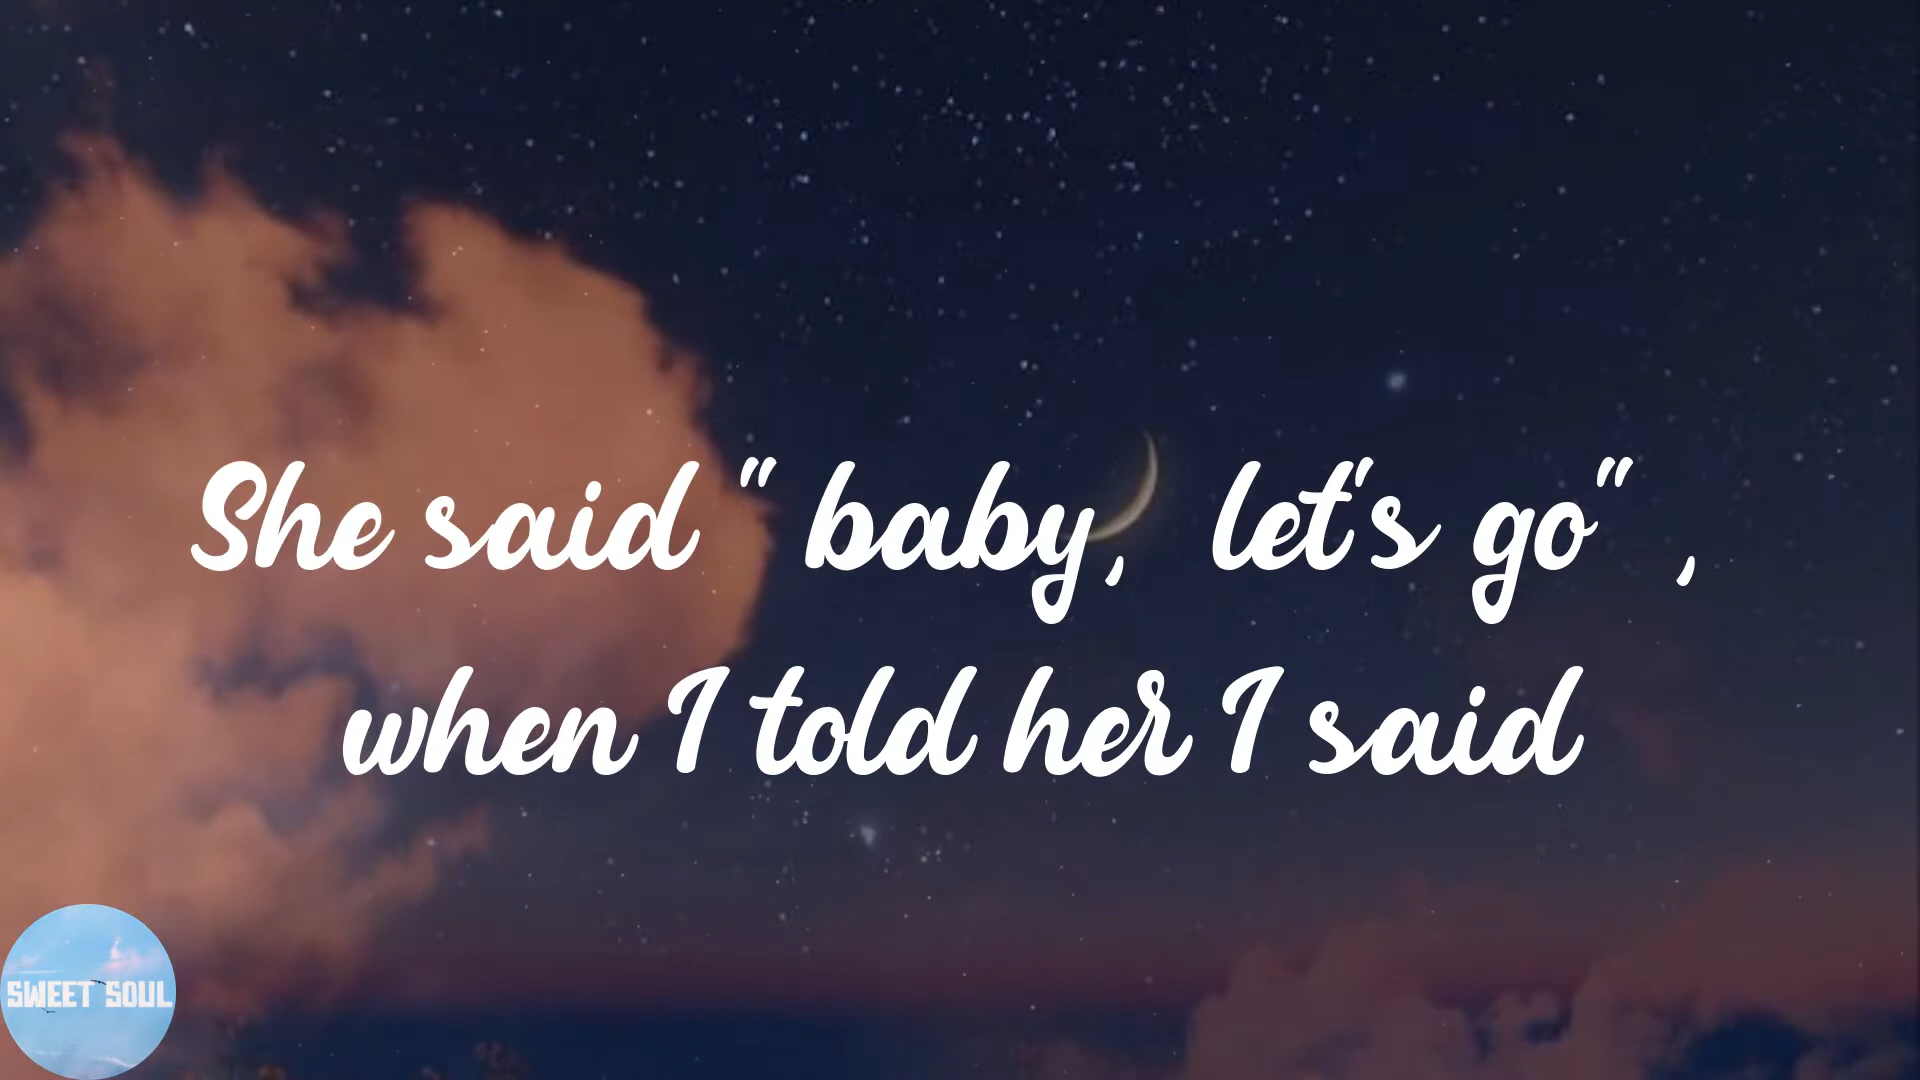 She said " baby, let's go" ,
when I told her I said
SWEET SOUL